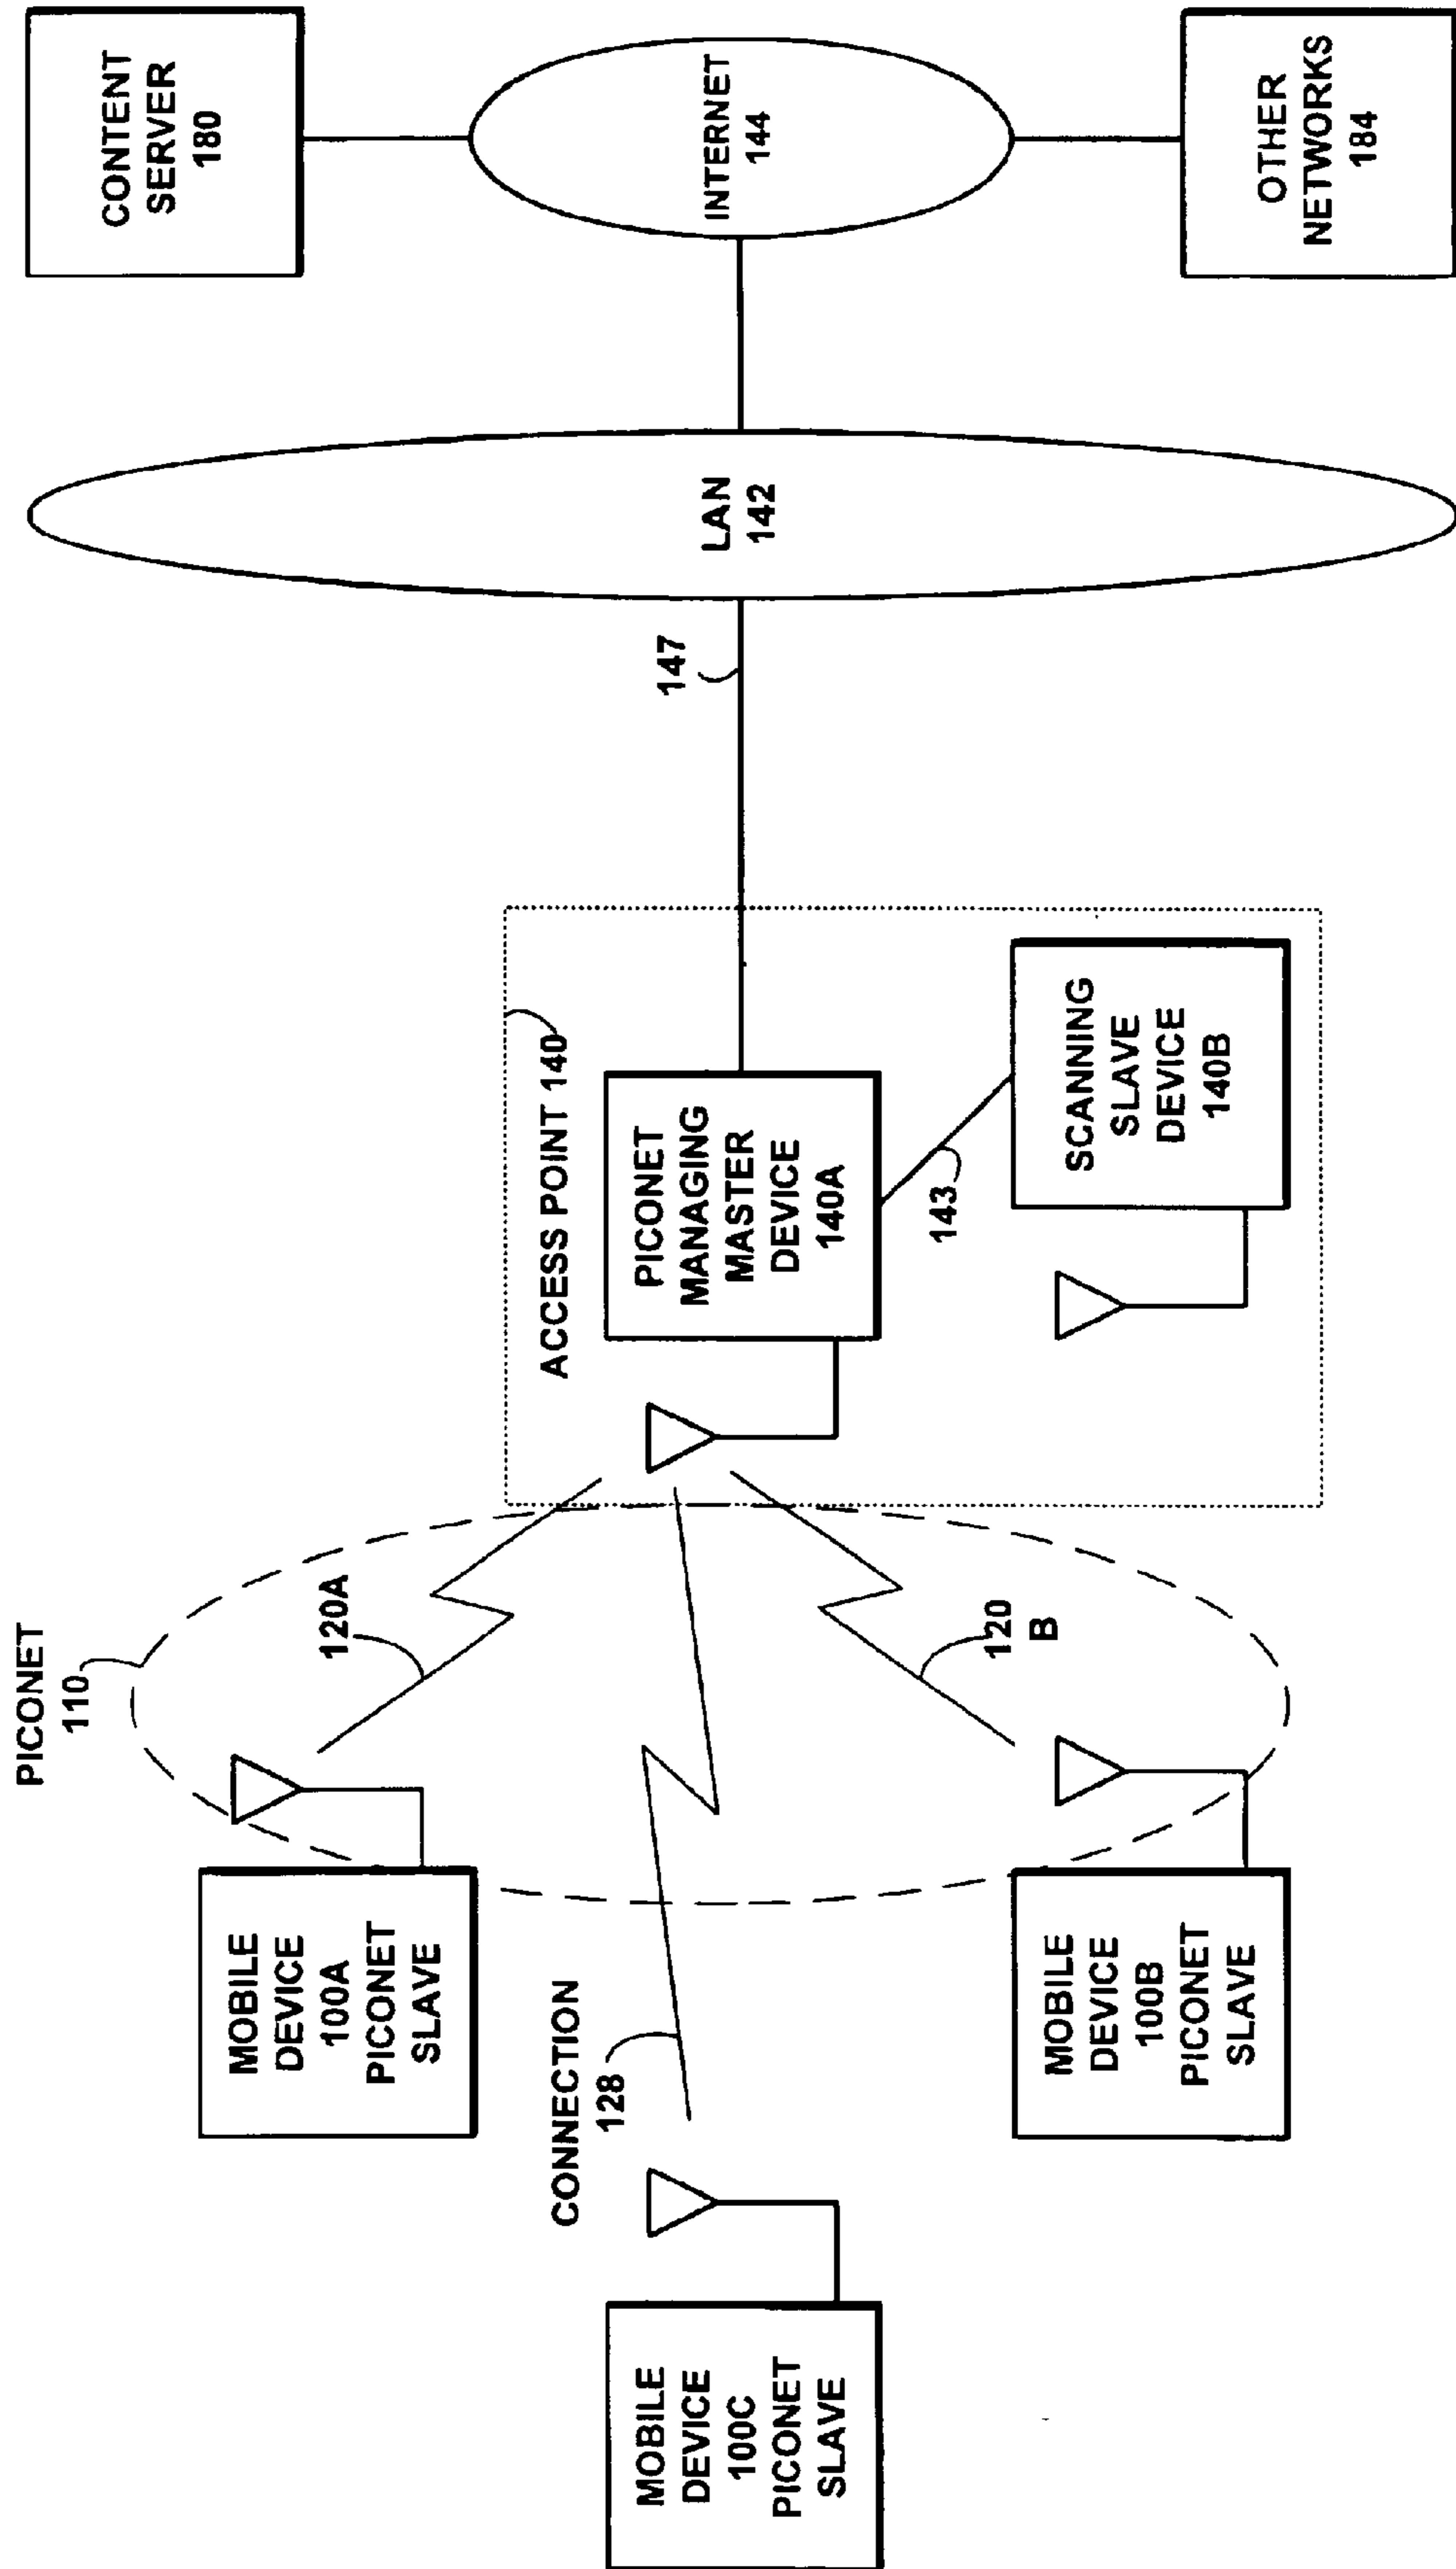 PICONET
110
MOBILE
DEVICE
100A
PICONET
SLAVE
120A
CONNECTION
128
MOBILE
DEVICE
100C
PICONET
SLAVE
MOBILE
DEVICE
100B
PICONET
SLAVE
120
B
ACCESS POINT 140
PICONET
MANAGING
MASTER
DEVICE
140A
143
SCANNING
SLAVE
DEVICE
140B
147
LAN
142
CONTENT
SERVER
180
INTERNET
144
OTHER
NETWORKS
184